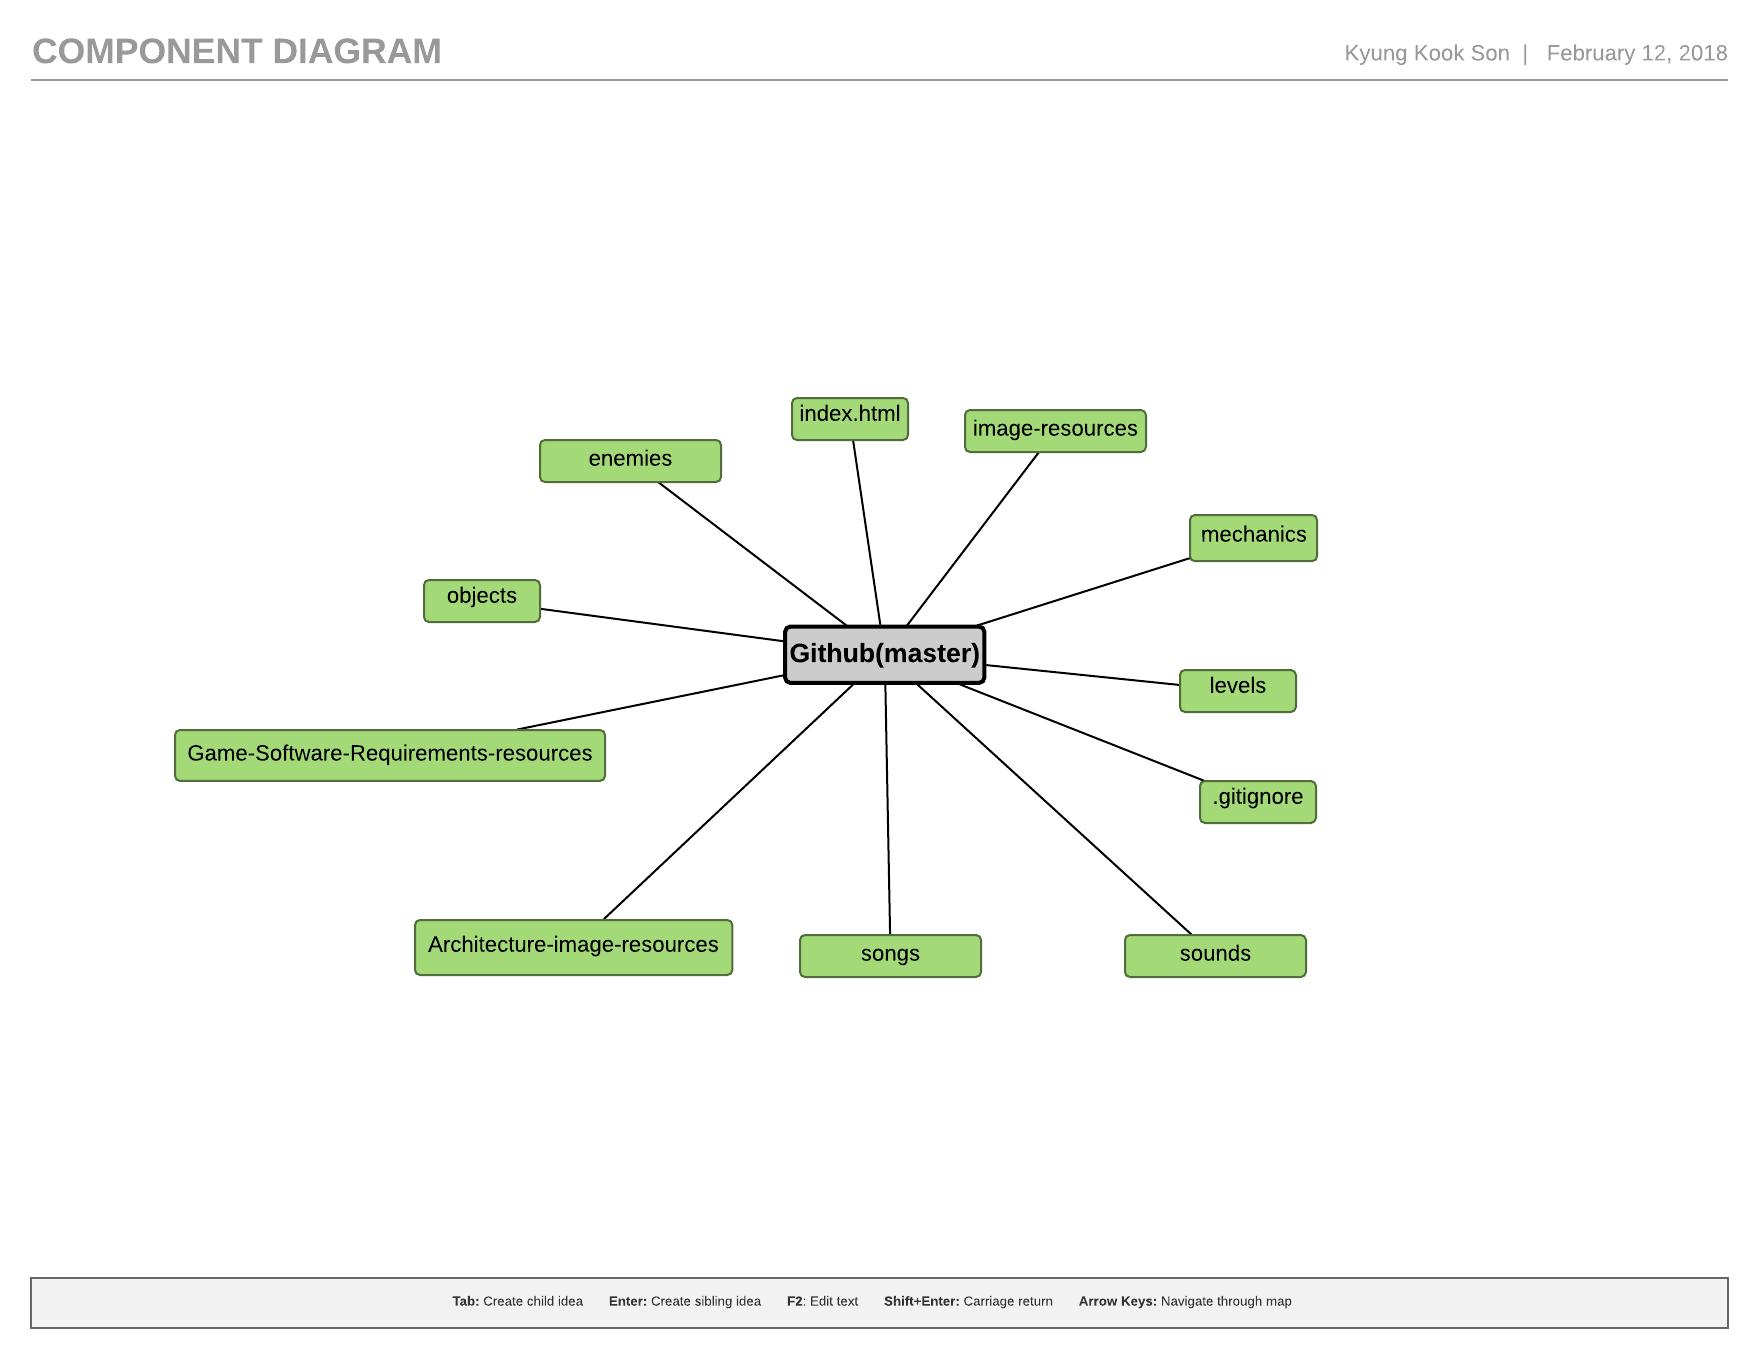 COMPONENT DIAGRAM
Kyung Kook Son | February 12, 2018
index.html
image-resources
enemies
mechanics
objects
Github(master)
levels
Game-Software-Requirements-resources
.gitignore
Architecture-image-resources
songs
sounds
Tab: Create child idea Enter: Create sibling idea F2: Edit text Shift+Enter: Carriage return Arrow Keys: Navigate through map